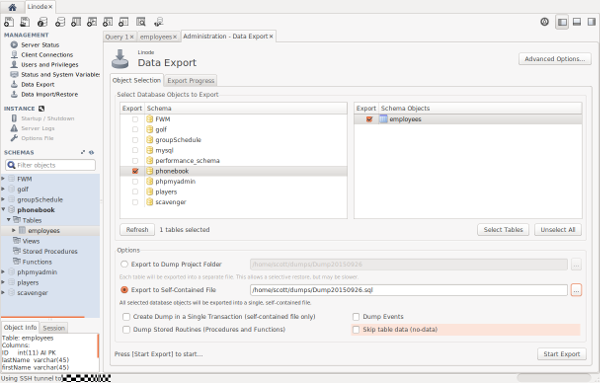 Linode×
Query 1×
employees×
Administration - Data Export×
MANAGEMENT
Server Status
Client Connections
Users and Privileges
Status and System Variable
Data Export
Data Import/Restore
INSTANCE
Startup / Shutdown
Server Logs
Options File
SCHEMAS
Filter objects
FWM
golf
groupSchedule
phonebook
Tables
employees
Views
Stored Procedures
Functions
phpmyadmin
players
scavenger
Object Info
Session
Table: employees
Columns:
ID int(11) AI PK
lastName varchar(45)
firstName varchar(45)
Linode
Data Export
Advanced Options...
Object Selection
Export Progress
Select Database Objects to Export
Export Schema
FWM
golf
groupSchedule
mysql
performance_schema
phonebook
phpmyadmin
players
scavenger
Export Schema Objects
employees
Refresh
1 tables selected
Select Tables
Unselect All
Options
Export to Dump Project Folder
/home/scott/dumps/Dump20150926
...
Each table will be exported into a separate file. This allows a selective restore, but may be slower.
Export to Self-Contained File
/home/scott/dumps/Dump20150926.sql
...
All selected database objects will be exported into a single, self-contained file.
Create Dump in a Single Transaction (self-contained file only)
Dump Events
Dump Stored Routines (Procedures and Functions)
Skip table data (no-data)
Press [Start Export] to start...
Start Export
Using SSH tunnel to